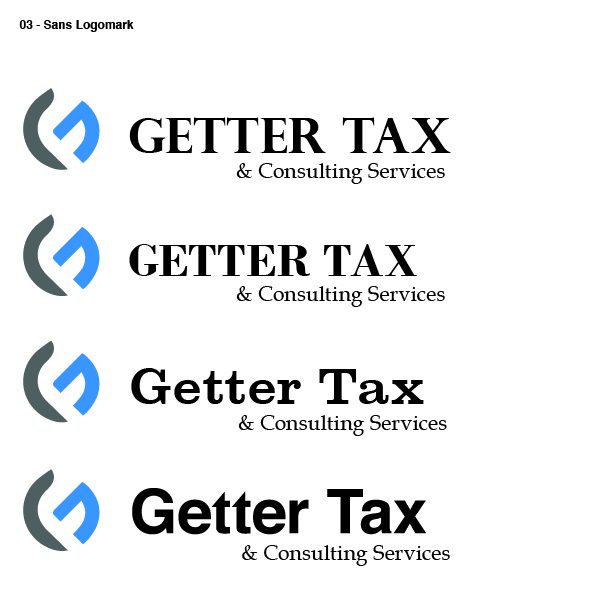 03 - Sans Logomark
GETTER TAX
& Consulting Services
GETTER TAX
& Consulting Services
Getter Tax
& Consulting Services
Getter Tax
& Consulting Services